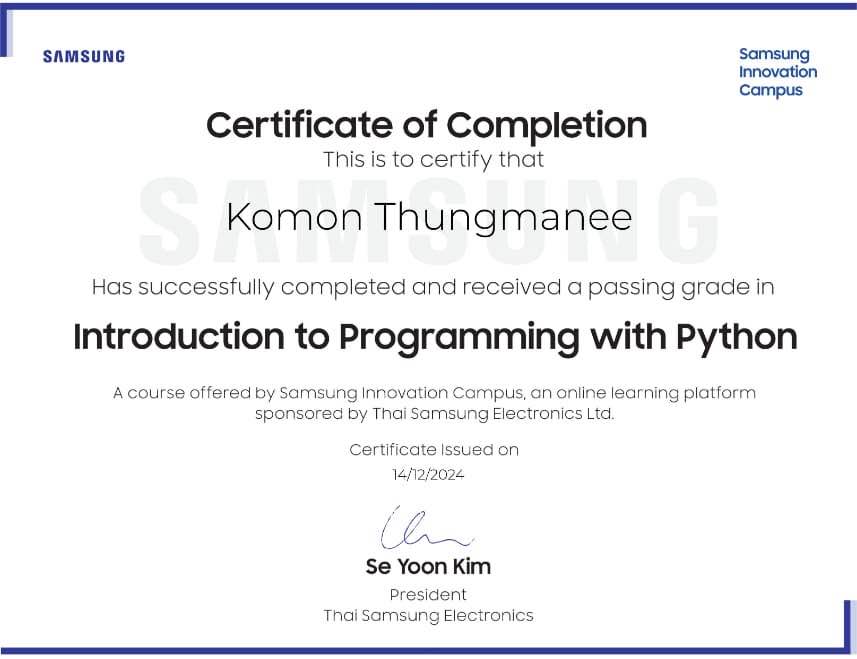 SAMSUNG
Samsung
Innovation
Campus
Certificate of Completion
This is to certify that
SAMSUNG
Komon Thungmanee
Has successfully completed and received a passing grade in
Introduction to Programming with Python
A course offered by Samsung Innovation Campus, an online learning platform
sponsored by Thai Samsung Electronics Ltd.
Certificate Issued on
14/12/2024
Se Yoon Kim
President
Thai Samsung Electronics